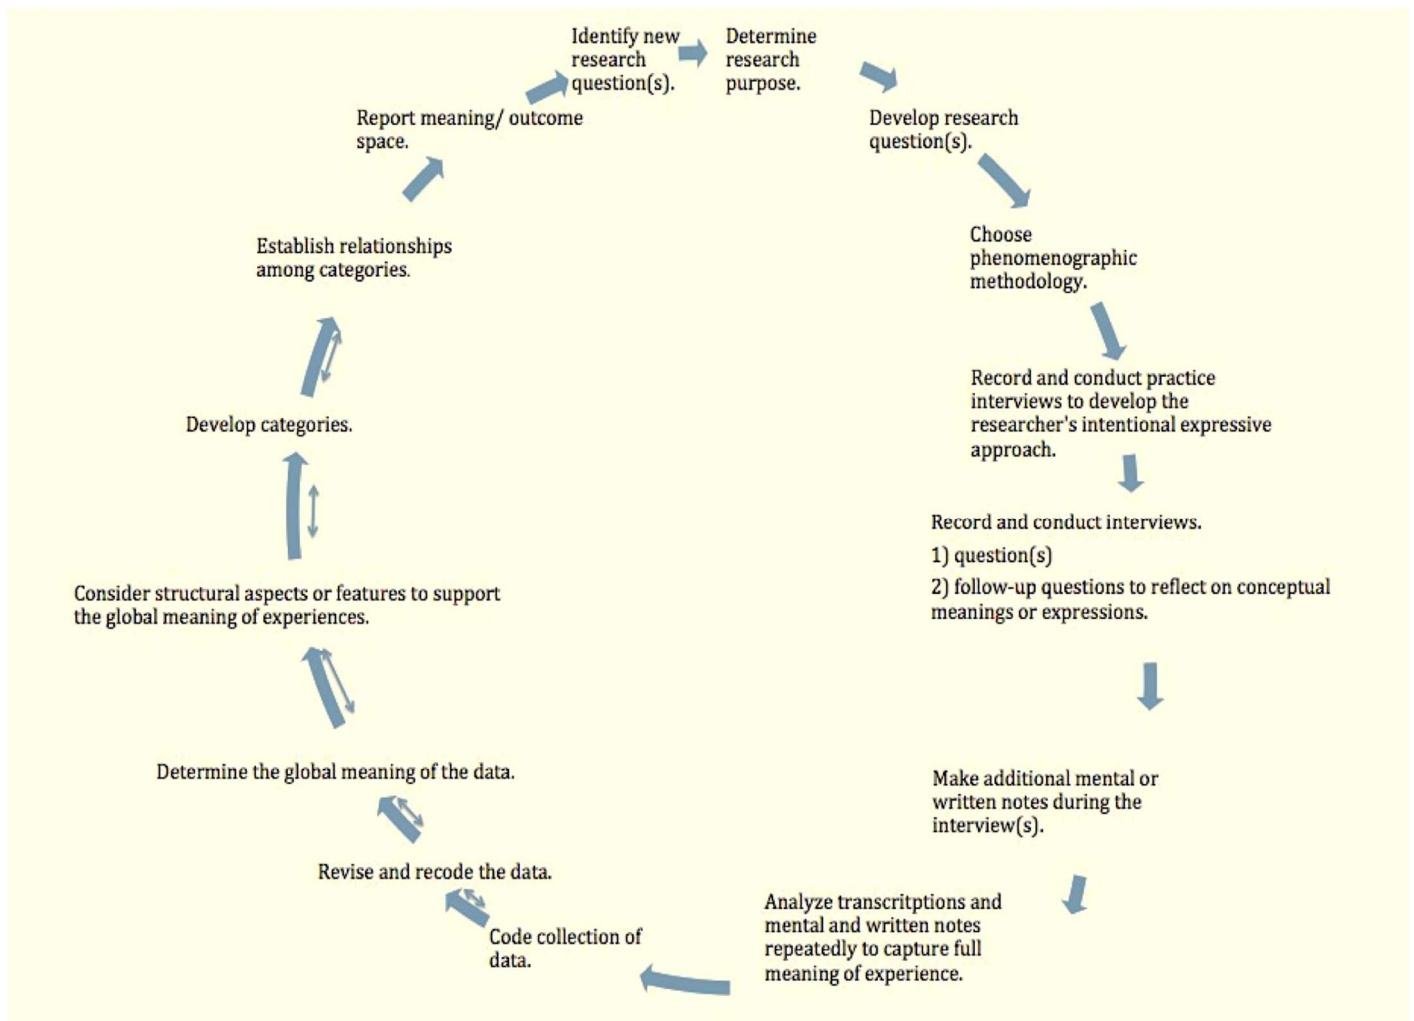 Identify new
research
question(s).
Determine
research
purpose.
Develop research
question(s).
Choose
phenomenographic
methodology.
Record and conduct practice
interviews to develop the
researcher's intentional expressive
approach.
Record and conduct interviews.
1) question(s)
2) follow-up questions to reflect on conceptual
meanings or expressions.
Make additional mental or
written notes during the
interview(s).
Analyze transcritptions and
mental and written notes
repeatedly to capture full
meaning of experience.
Code collection of
data.
Revise and recode the data.
Determine the global meaning of the data.
Consider structural aspects or features to support
the global meaning of experiences.
Develop categories.
Establish relationships
among categories.
Report meaning/ outcome
space.